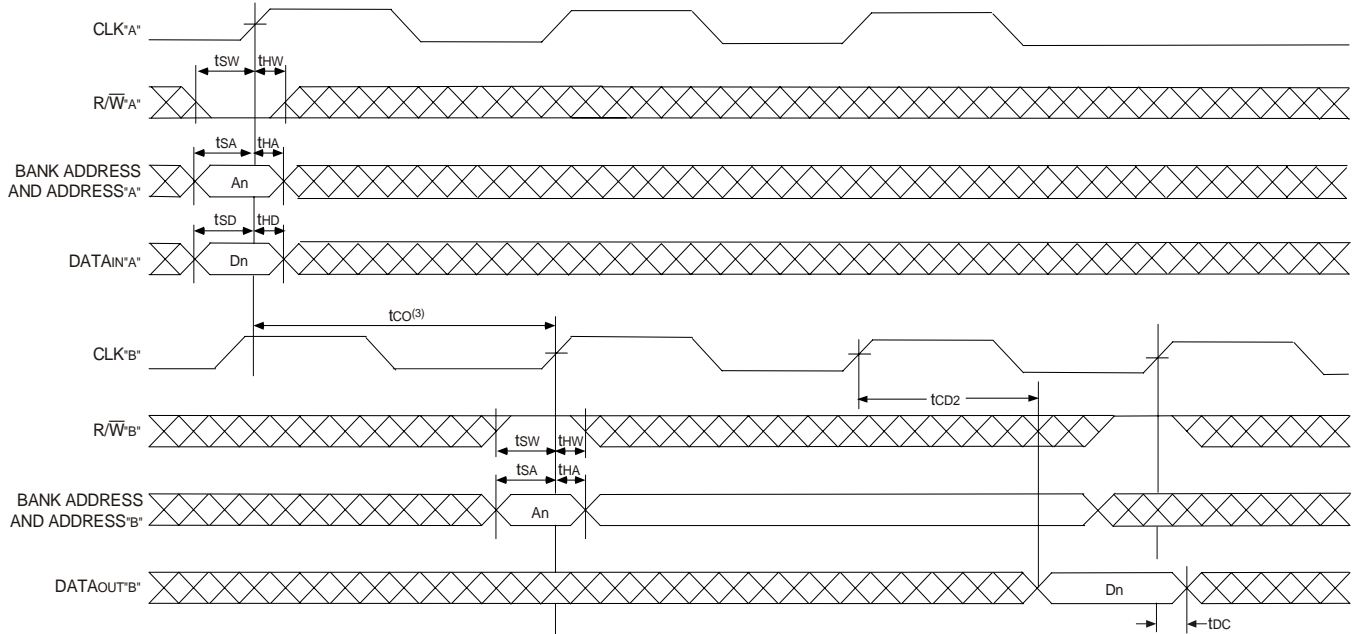 CLK"A"
tSW tHW
R/W̅"A"
tSA tHA
BANK ADDRESS
AND ADDRESS"A"
An
tSD tHD
DATAIN"A"
Dn
tCO(3)
CLK"B"
tCD2
R/W̅"B"
tSW tHW
tSA tHA
BANK ADDRESS
AND ADDRESS"B"
An
DATAOUT"B"
Dn
tDC